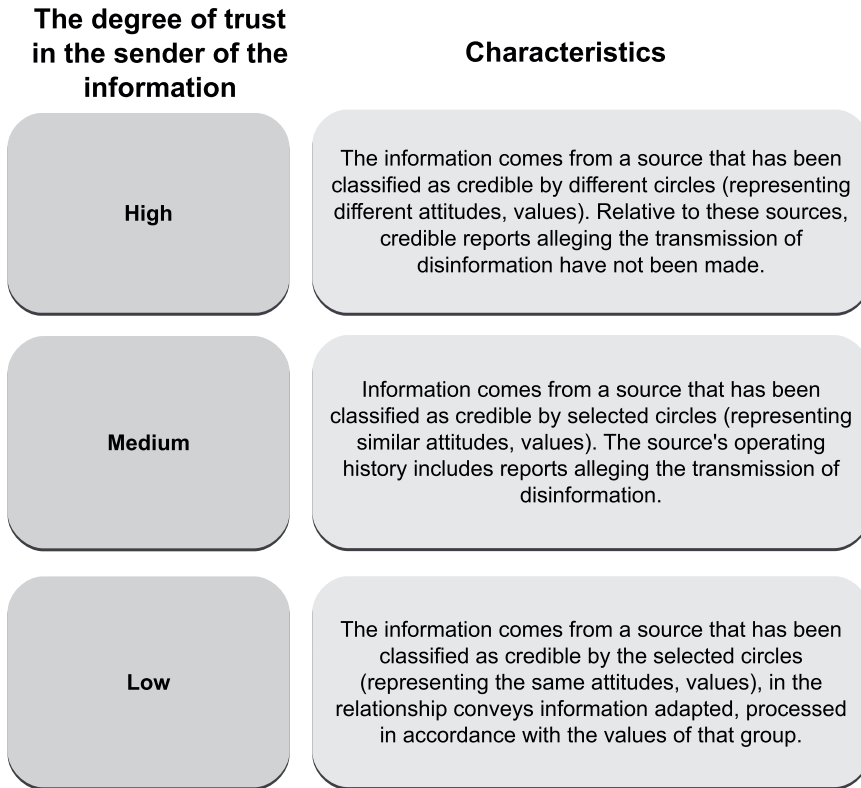 The degree of trust
in the sender of the
information
Characteristics
High
The information comes from a source that has been
classified as credible by different circles (representing
different attitudes, values). Relative to these sources,
credible reports alleging the transmission of
disinformation have not been made.
Medium
Information comes from a source that has been
classified as credible by selected circles (representing
similar attitudes, values). The source's operating
history includes reports alleging the transmission of
disinformation.
Low
The information comes from a source that has been
classified as credible by the selected circles
(representing the same attitudes, values), in the
relationship conveys information adapted, processed
in accordance with the values of that group.